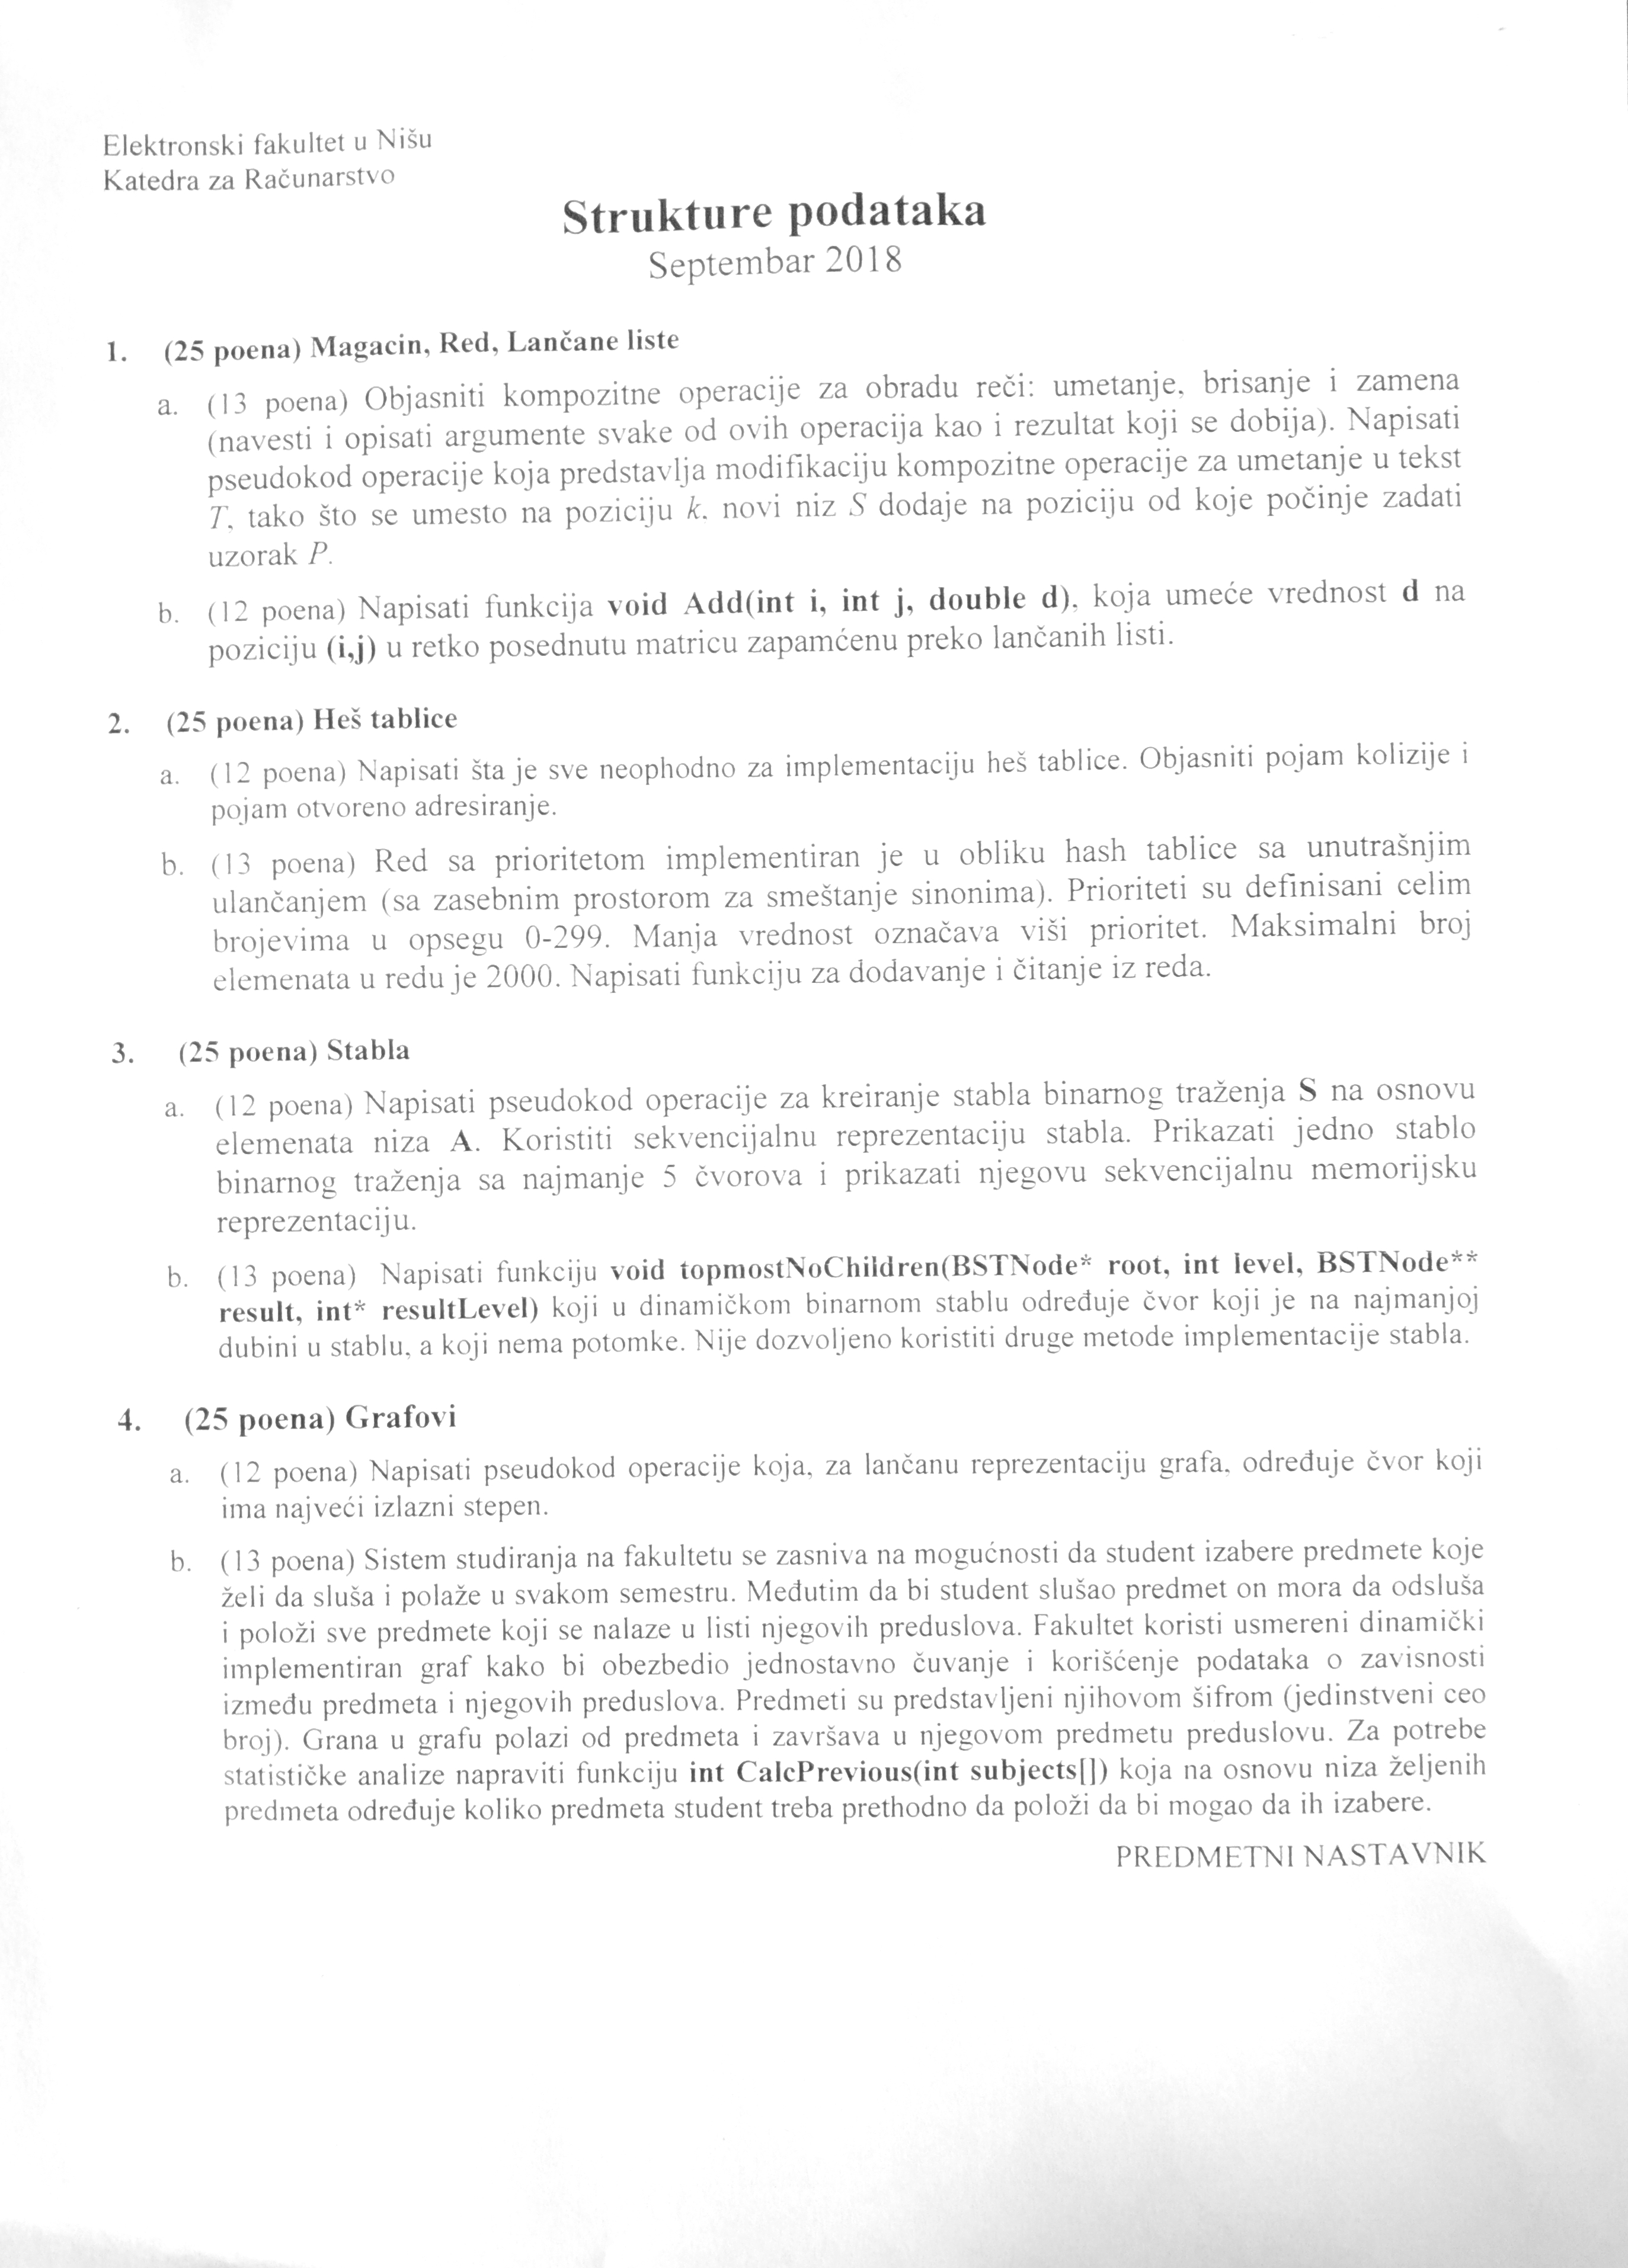 Elektronski fakultet u Nišu
Katedra za Računarstvo
Strukture podataka
Septembar 2018
1. (25 poena) Magacin, Red, Lančane liste
a. (13 poena) Objasniti kompozitne operacije za obradu reči: umetanje, brisanje i zamena
(navesti i opisati argumente svake od ovih operacija kao i rezultat koji se dobija). Napisati
pseudokod operacije koja predstavlja modifikaciju kompozitne operacije za umetanje u tekst
T, tako što se umesto na poziciju k, novi niz S dodaje na poziciju od koje počinje zadati
uzorak P.
b. (12 poena) Napisati funkcija void Add(int i, int j, double d), koja umeće vrednost d na
poziciju (i,j) u retko posednutu matricu zapamćenu preko lančanih listi.
2. (25 poena) Heš tablice
a. (12 poena) Napisati šta je sve neophodno za implementaciju heš tablice. Objasniti pojam kolizije i
pojam otvoreno adresiranje.
b. (13 poena) Red sa prioritetom implementiran je u obliku hash tablice sa unutrašnjim
ulančanjem (sa zasebnim prostorom za smeštanje sinonima). Prioriteti su definisani celim
brojevima u opsegu 0-299. Manja vrednost označava viši prioritet. Maksimalni broj
elemenata u redu je 2000. Napisati funkciju za dodavanje i čitanje iz reda.
3. (25 poena) Stabla
a. (12 poena) Napisati pseudokod operacije za kreiranje stabla binarnog traženja S na osnovu
elemenata niza A. Koristiti sekvencijalnu reprezentaciju stabla. Prikazati jedno stablo
binarnog traženja sa najmanje 5 čvorova i prikazati njegovu sekvencijalnu memorijsku
reprezentaciju.
b. (13 poena) Napisati funkciju void topmostNoChildren(BSTNode* root, int level, BSTNode**
result, int* resultLevel) koji u dinamičkom binarnom stablu određuje čvor koji je na najmanjoj
dubini u stablu, a koji nema potomke. Nije dozvoljeno koristiti druge metode implementacije stabla.
4. (25 poena) Grafovi
a. (12 poena) Napisati pseudokod operacije koja, za lančanu reprezentaciju grafa, određuje čvor koji
ima najveći izlazni stepen.
b. (13 poena) Sistem studiranja na fakultetu se zasniva na mogućnosti da student izabere predmete koje
želi da sluša i polaže u svakom semestru. Međutim da bi student slušao predmet on mora da odsluša
i položi sve predmete koji se nalaze u listi njegovih preduslova. Fakultet koristi usmereni dinamički
implementiran graf kako bi obezbedio jednostavno čuvanje i korišćenje podataka o zavisnosti
između predmeta i njegovih preduslova. Predmeti su predstavljeni njihovom šifrom (jedinstveni ceo
broj). Grana u grafu polazi od predmeta i završava u njegovom predmetu preduslovu. Za potrebe
statističke analize napraviti funkciju int CalcPrevious(int subjects[]) koja na osnovu niza željenih
predmeta određuje koliko predmeta student treba prethodno da položi da bi mogao da ih izabere.
PREDMETNI NASTAVNIK